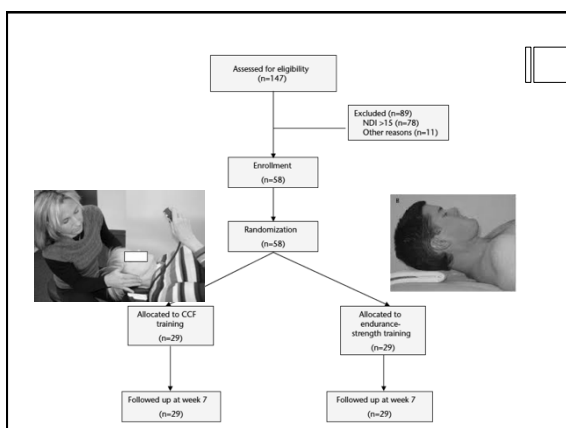 Assessed for eligibility
(n=147)
Excluded (n=89)
NDI >15 (n=78)
Other reasons (n=11)
Enrollment
(n=58)
Randomization
(n=58)
B
Allocated to CCF
training
(n=29)
Allocated to
endurance-
strength training
(n=29)
Followed up at week 7
(n=29)
Followed up at week 7
(n=29)